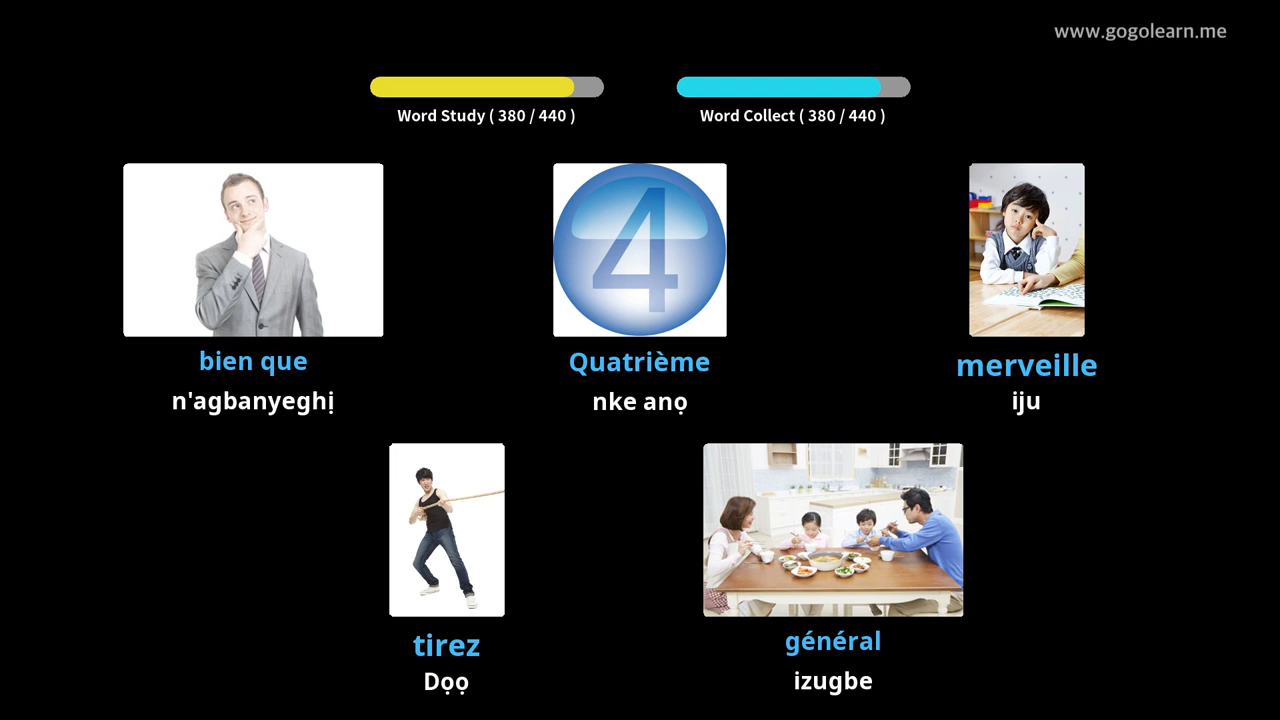 www.gogolearn.me
Word Study ( 380 / 440 )
Word Collect ( 380 / 440 )
4
bien que
n'agbanyeghị
Quatrième
nke anọ
merveille
iju
tirez
Dọọ
général
izugbe